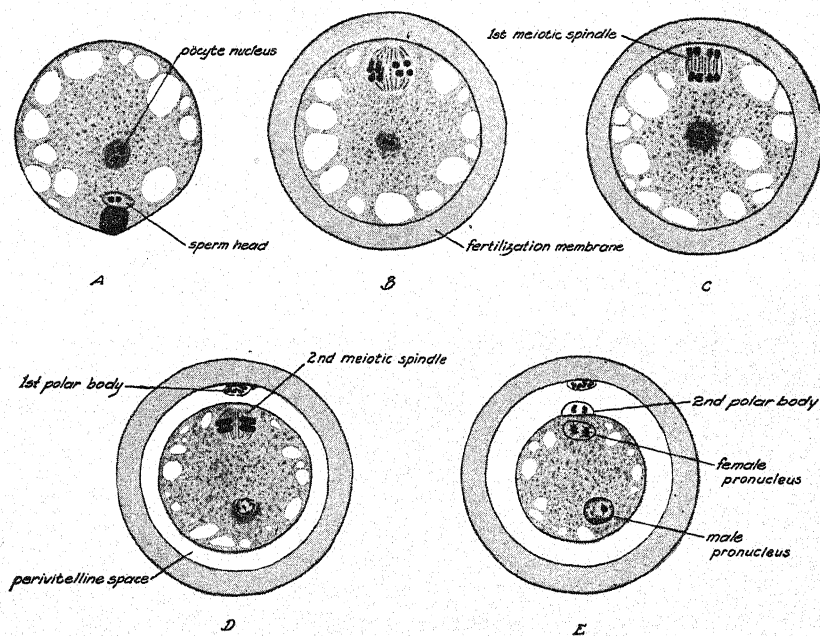 oöcyte nucleus
sperm head
A
B
fertilization membrane
1st meiotic spindle
C
1st polar body
2nd meiotic spindle
perivitelline space
D
2nd polar body
female
pronucleus
male
pronucleus
E